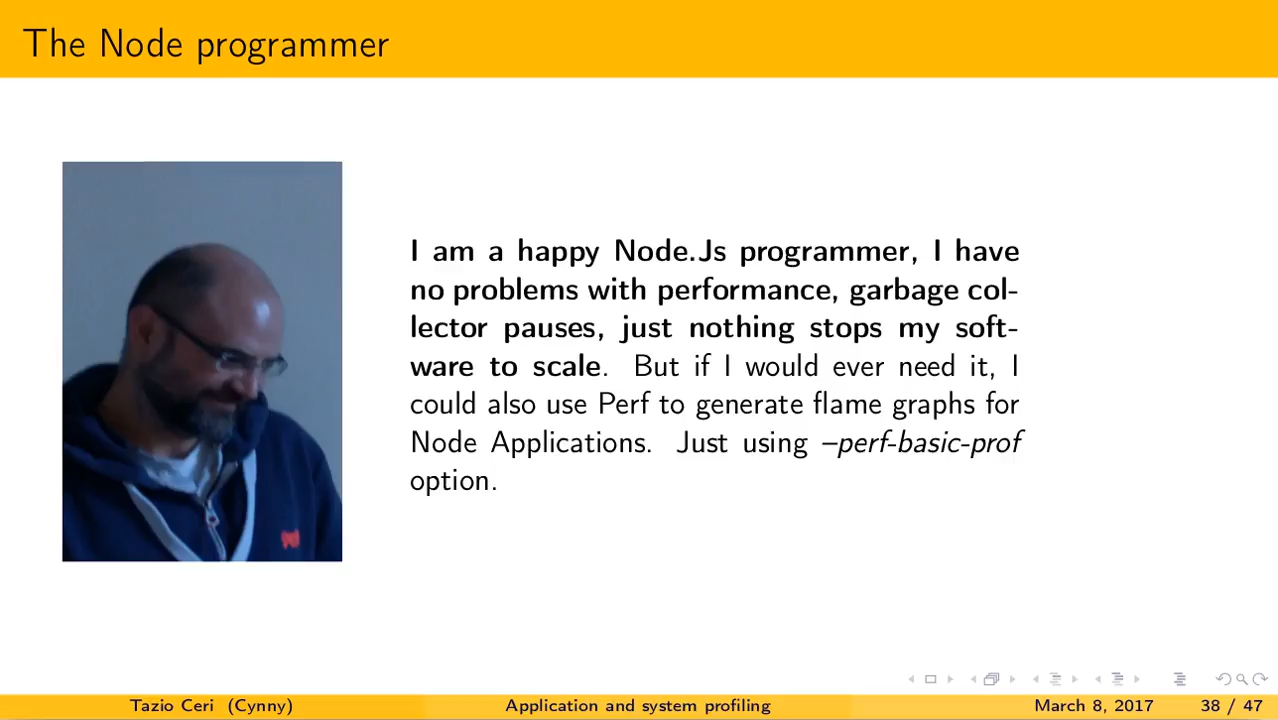 The Node programmer
I am a happy Node.Js programmer, I have
no problems with performance, garbage col-
lector pauses, just nothing stops my soft-
ware to scale. But if I would ever need it, I
could also use Perf to generate flame graphs for
Node Applications. Just using –perf-basic-prof
option.
Tazio Ceri (Cynny) Application and system profiling March 8, 2017 38 / 47